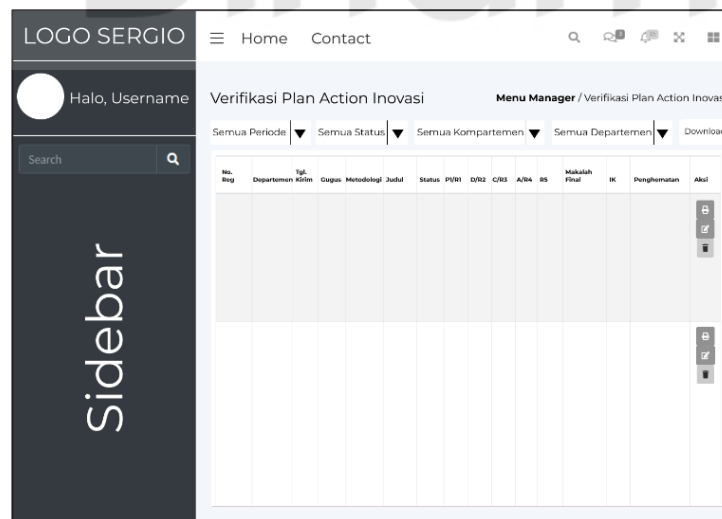 LOGO SERGIO
Home Contact
Halo, Username
Search
Sidebar
Verifikasi Plan Action Inovasi
Menu Manager / Verifikasi Plan Action Inovasi
Semua Periode Semua Status Semua Kompartemen Semua Departemen Download
No. Reg Departemen Tgl. Kirim Gugus Metodologi Judul Status P1/R1 D/R2 C/R3 A/R4 R5 Makalah Final IK Penghematan Aksi